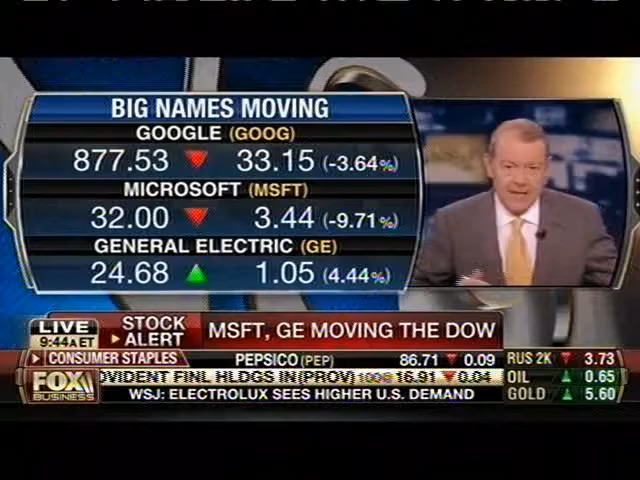 BIG NAMES MOVING
GOOGLE (GOOG)
877.53 ▼ 33.15 (-3.64%)
MICROSOFT (MSFT)
32.00 ▼ 3.44 (-9.71%)
GENERAL ELECTRIC (GE)
24.68 ▲ 1.05 (4.44%)
LIVE
9:44A ET
STOCK ALERT
MSFT, GE MOVING THE DOW
CONSUMER STAPLES
PEPSICO (PEP) 86.71 ▼ 0.09
RUS 2K ▼ 3.73
OVIDENT FINL HLDGS IN(PROV) 16.91 ▼0.04
OIL ▲ 0.65
FOX BUSINESS
WSJ: ELECTROLUX SEES HIGHER U.S. DEMAND
GOLD ▲ 5.60